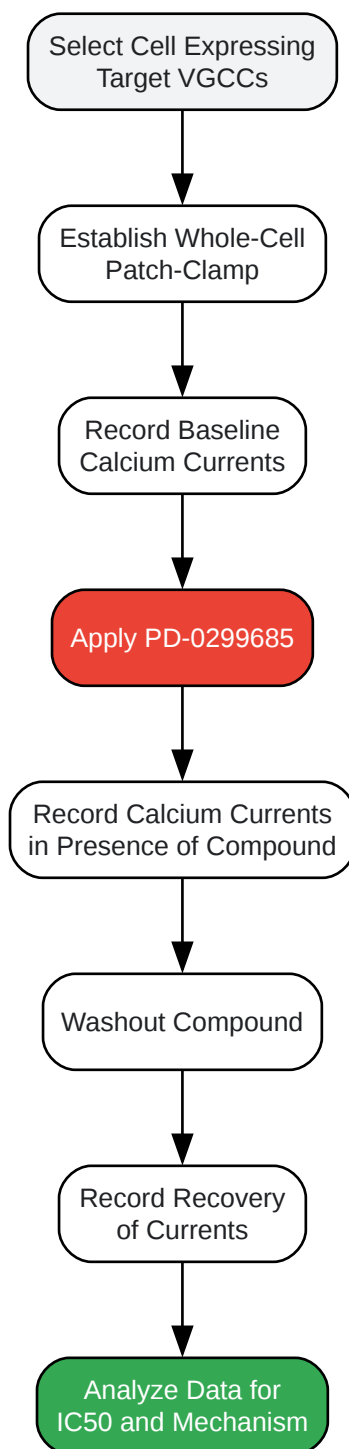 Select Cell Expressing
Target VGCCs
Establish Whole-Cell
Patch-Clamp
Record Baseline
Calcium Currents
Apply PD-0299685
Record Calcium Currents
in Presence of Compound
Washout Compound
Record Recovery
of Currents
Analyze Data for
IC50 and Mechanism